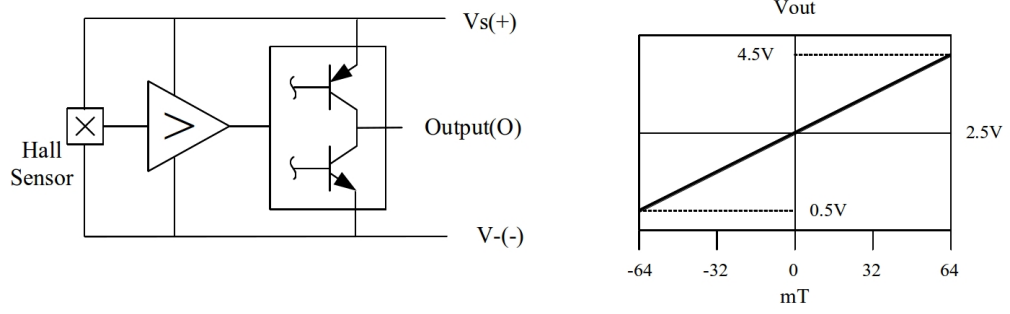 Vs(+)
Output(O)
Hall
Sensor
V-(-)
Vout
4.5V
2.5V
0.5V
-64 -32 0 32 64
mT